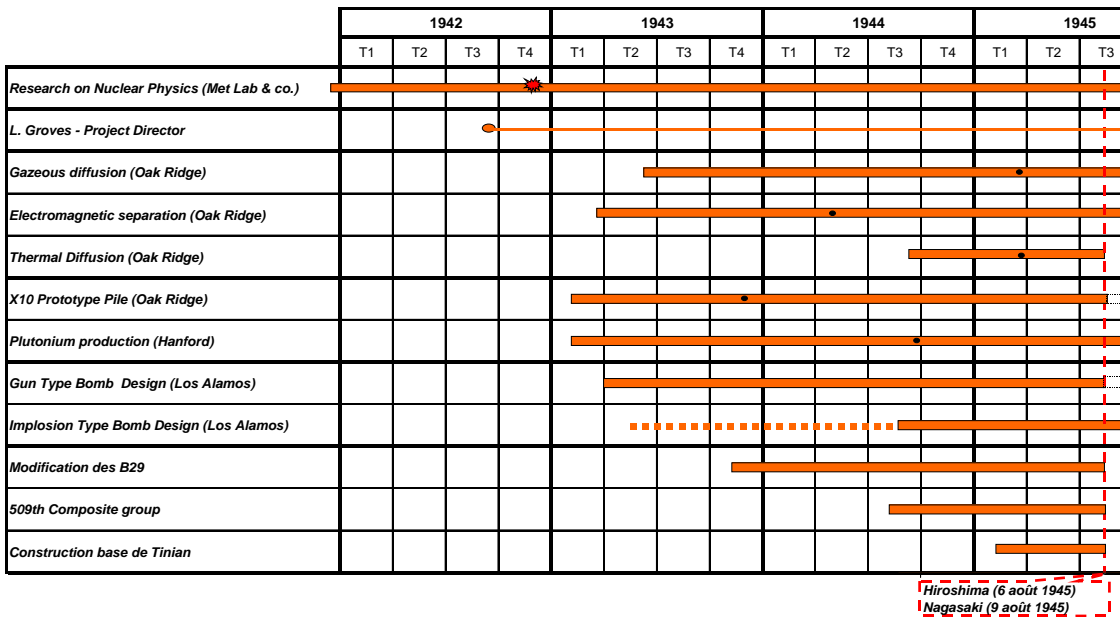 1942 1943 1944 1945
T1 T2 T3 T4 T1 T2 T3 T4 T1 T2 T3 T4 T1 T2 T3
Research on Nuclear Physics (Met Lab & co.)
L. Groves - Project Director
Gazeous diffusion (Oak Ridge)
Electromagnetic separation (Oak Ridge)
Thermal Diffusion (Oak Ridge)
X10 Prototype Pile (Oak Ridge)
Plutonium production (Hanford)
Gun Type Bomb Design (Los Alamos)
Implosion Type Bomb Design (Los Alamos)
Modification des B29
509th Composite group
Construction base de Tinian
Hiroshima (6 août 1945)
Nagasaki (9 août 1945)